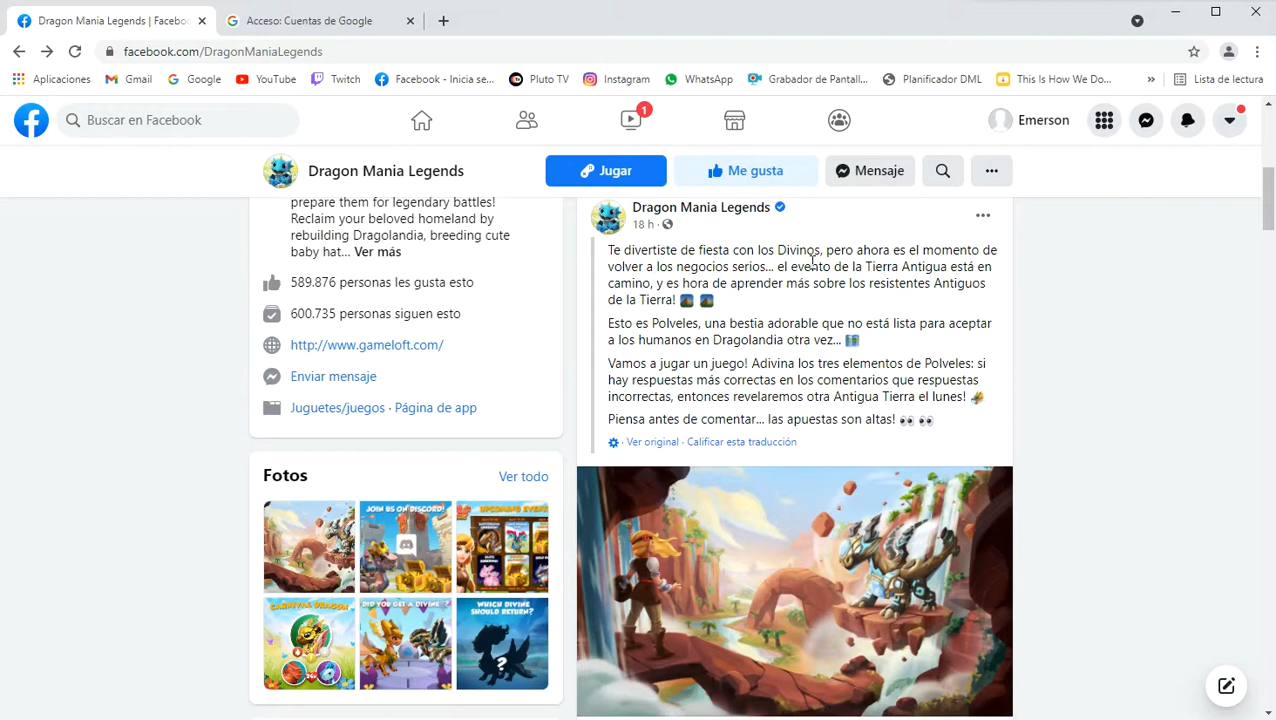 Dragon Mania Legends | Facebo
Acceso: Cuentas de Google
facebook.com/DragonManiaLegends
Aplicaciones
Gmail
Google
YouTube
Twitch
Facebook - Inicia se...
Pluto TV
Instagram
WhatsApp
Grabador de Pantall...
Planificador DML
This Is How We Do...
»
Lista de lectura
Buscar en Facebook
1
Emerson
Dragon Mania Legends
Jugar
Me gusta
Mensaje
prepare them for legendary battles!
Reclaim your beloved homeland by
rebuilding Dragolandia, breeding cute
baby hat... Ver más
589.876 personas les gusta esto
600.735 personas siguen esto
http://www.gameloft.com/
Enviar mensaje
Juguetes/juegos · Página de app
Fotos
Ver todo
JOIN US ON DISCORD!
UPCOMING EVEN
CARNIVAL DRAGON
DID YOU GET A DIVINE?
WHICH DIVINE
SHOULD RETURN?
?
Dragon Mania Legends
18 h ·
Te divertiste de fiesta con los Divinos, pero ahora es el momento de
volver a los negocios serios... el evento de la Tierra Antigua está en
camino, y es hora de aprender más sobre los resistentes Antiguos
de la Tierra!
Esto es Polveles, una bestia adorable que no está lista para aceptar
a los humanos en Dragolandia otra vez...
Vamos a jugar un juego! Adivina los tres elementos de Polveles: si
hay respuestas más correctas en los comentarios que respuestas
incorrectas, entonces revelaremos otra Antigua Tierra el lunes!
Piensa antes de comentar... las apuestas son altas!
· Ver original · Calificar esta traducción